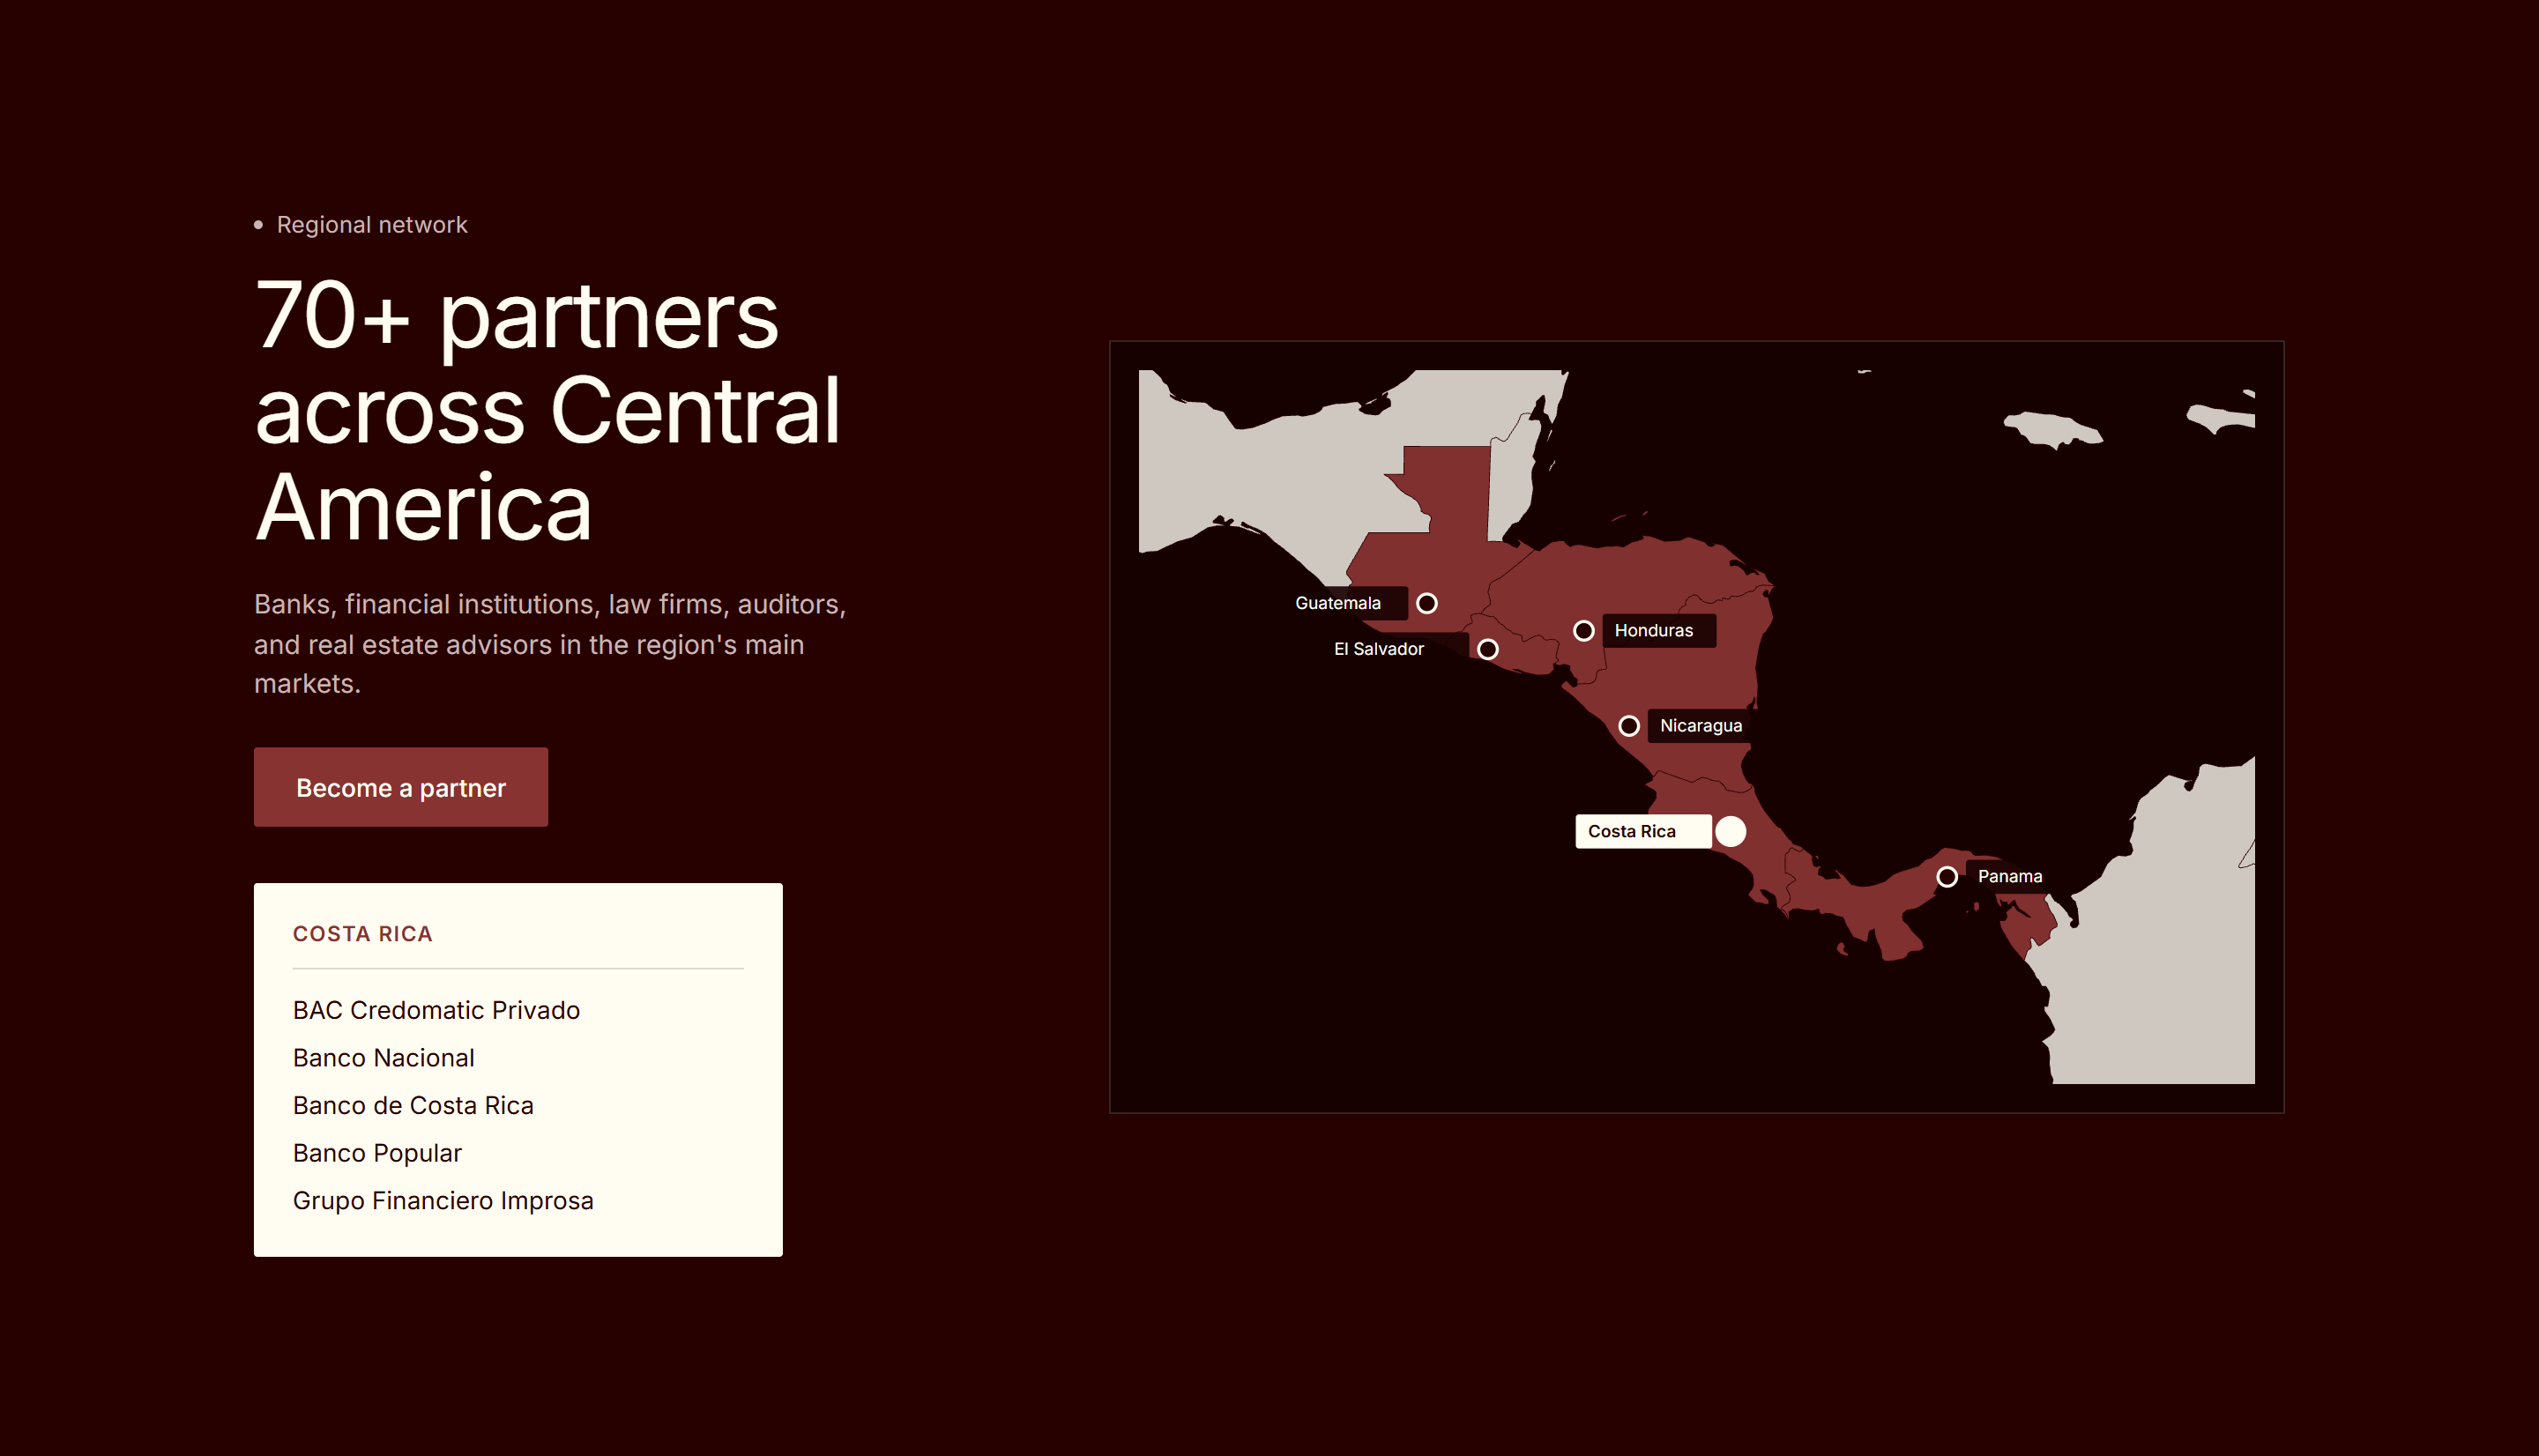 Regional network
70+ partners
across Central
America
Banks, financial institutions, law firms, auditors,
and real estate advisors in the region's main
markets.
Become a partner
COSTA RICA
BAC Credomatic Privado
Banco Nacional
Banco de Costa Rica
Banco Popular
Grupo Financiero Improsa
Guatemala
Honduras
El Salvador
Nicaragua
Costa Rica
Panama